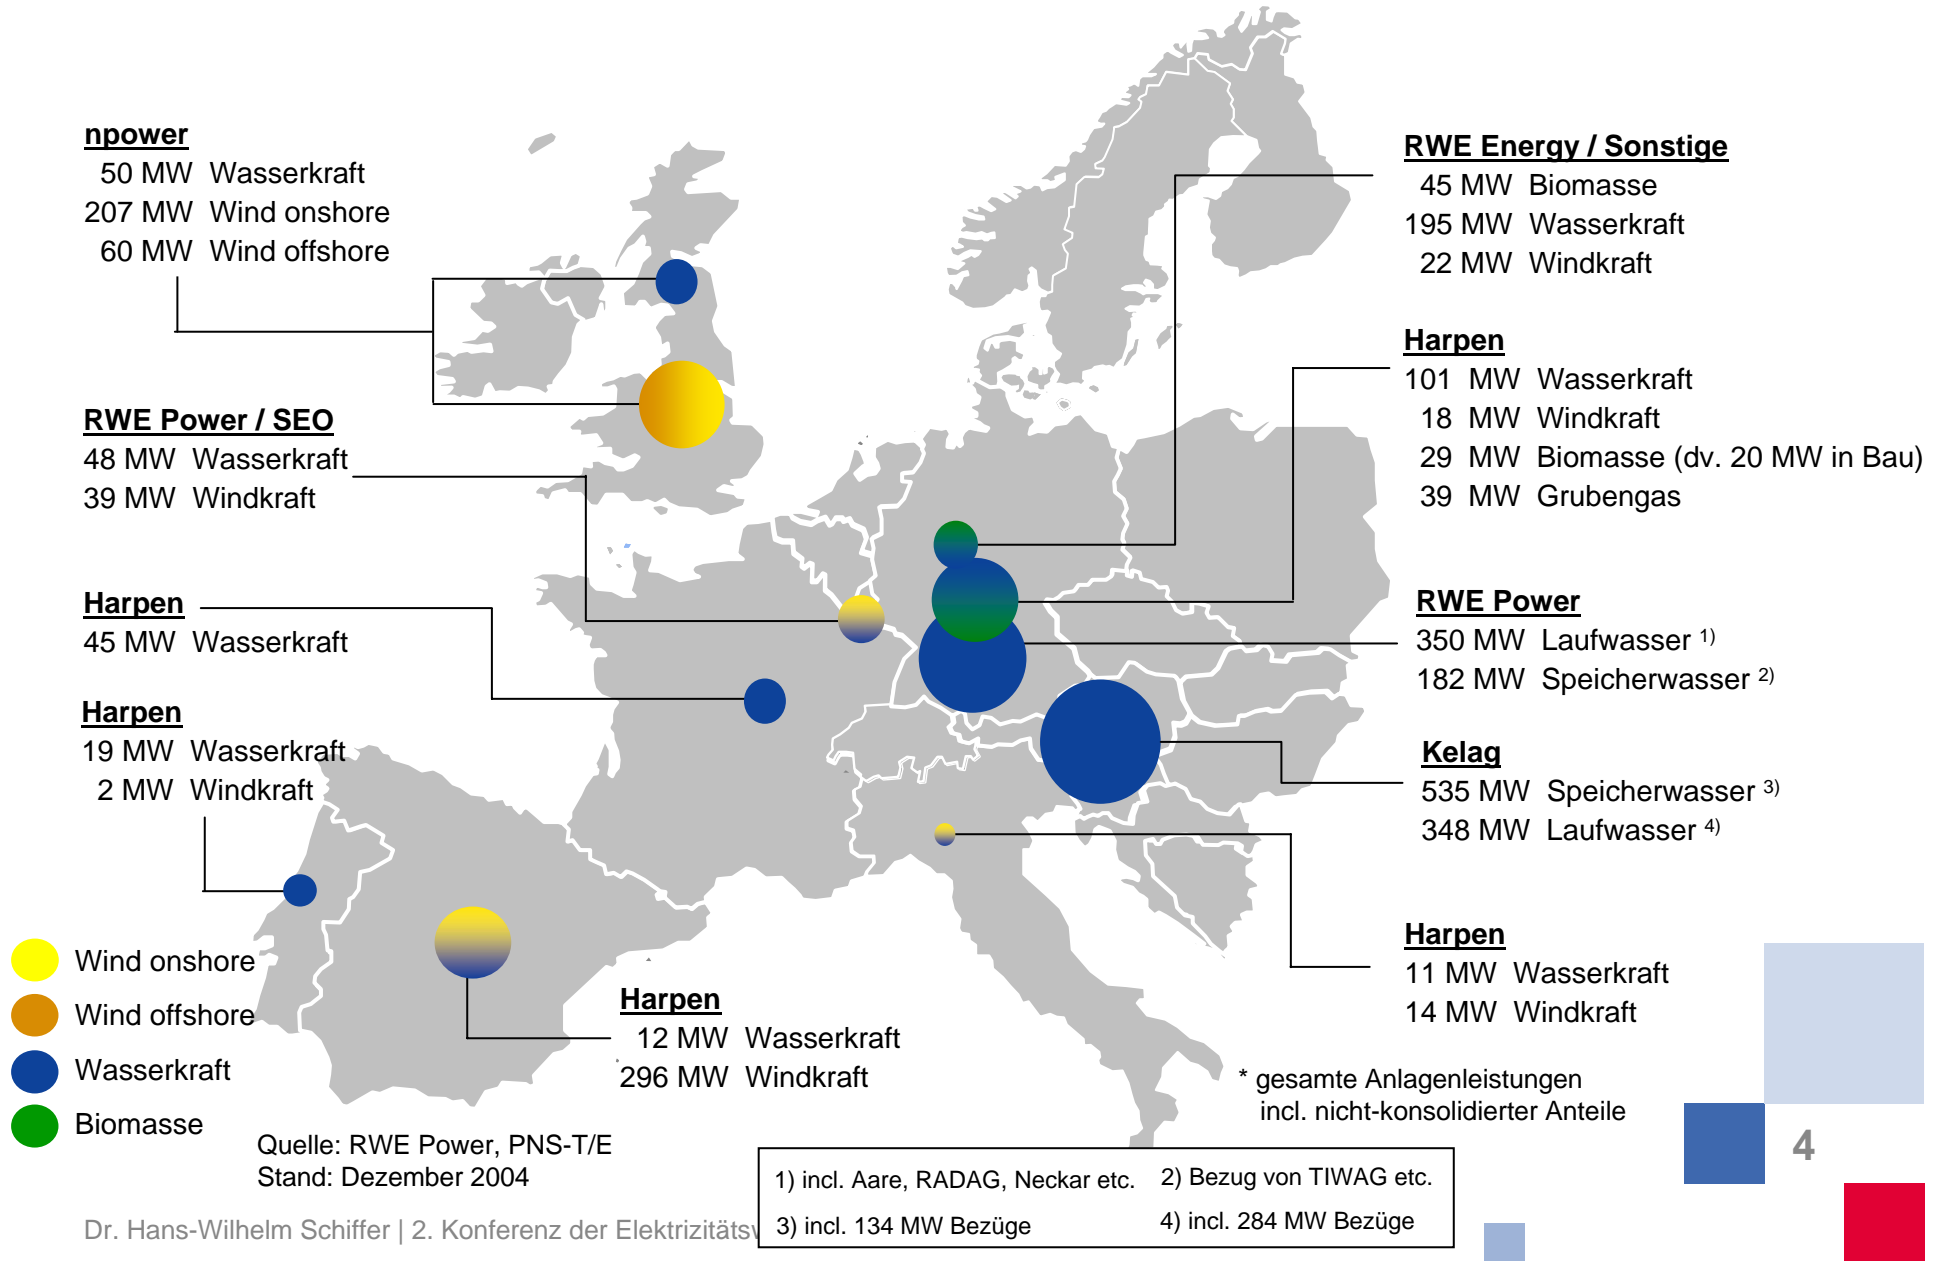 npower
50 MW Wasserkraft
207 MW Wind onshore
60 MW Wind offshore
RWE Power / SEO
48 MW Wasserkraft
39 MW Windkraft
Harpen
45 MW Wasserkraft
Harpen
19 MW Wasserkraft
2 MW Windkraft
RWE Energy / Sonstige
45 MW Biomasse
195 MW Wasserkraft
22 MW Windkraft
Harpen
101 MW Wasserkraft
18 MW Windkraft
29 MW Biomasse (dv. 20 MW in Bau)
39 MW Grubengas
RWE Power
350 MW Laufwasser 1)
182 MW Speicherwasser 2)
Kelag
535 MW Speicherwasser 3)
348 MW Laufwasser 4)
Harpen
11 MW Wasserkraft
14 MW Windkraft
Harpen
12 MW Wasserkraft
296 MW Windkraft
Wind onshore
Wind offshore
Wasserkraft
Biomasse
* gesamte Anlagenleistungen
incl. nicht-konsolidierter Anteile
Quelle: RWE Power, PNS-T/E
Stand: Dezember 2004
1) incl. Aare, RADAG, Neckar etc. 2) Bezug von TIWAG etc.
3) incl. 134 MW Bezüge 4) incl. 284 MW Bezüge
4
Dr. Hans-Wilhelm Schiffer | 2. Konferenz der